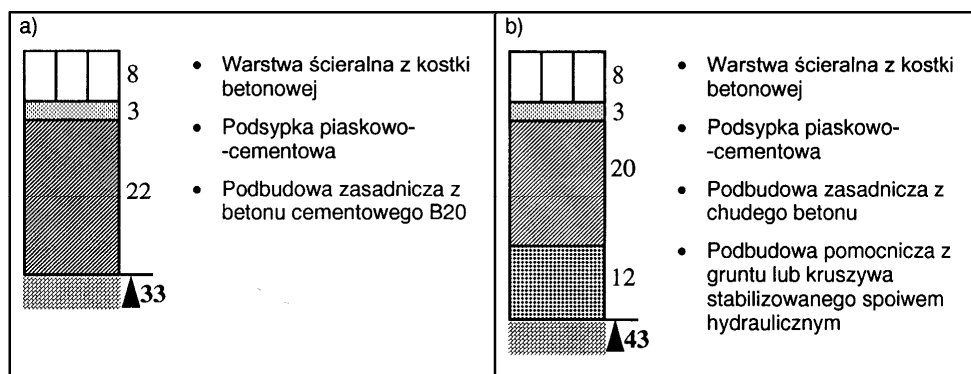 a)
8
3
22
33
• Warstwa ścieralna z kostki
betonowej
• Podsypka piaskowo-
-cementowa
• Podbudowa zasadnicza z
betonu cementowego B20
b)
8
3
20
12
43
• Warstwa ścieralna z kostki
betonowej
• Podsypka piaskowo-
-cementowa
• Podbudowa zasadnicza z
chudego betonu
• Podbudowa pomocnicza z
gruntu lub kruszywa
stabilizowanego spoiwem
hydraulicznym